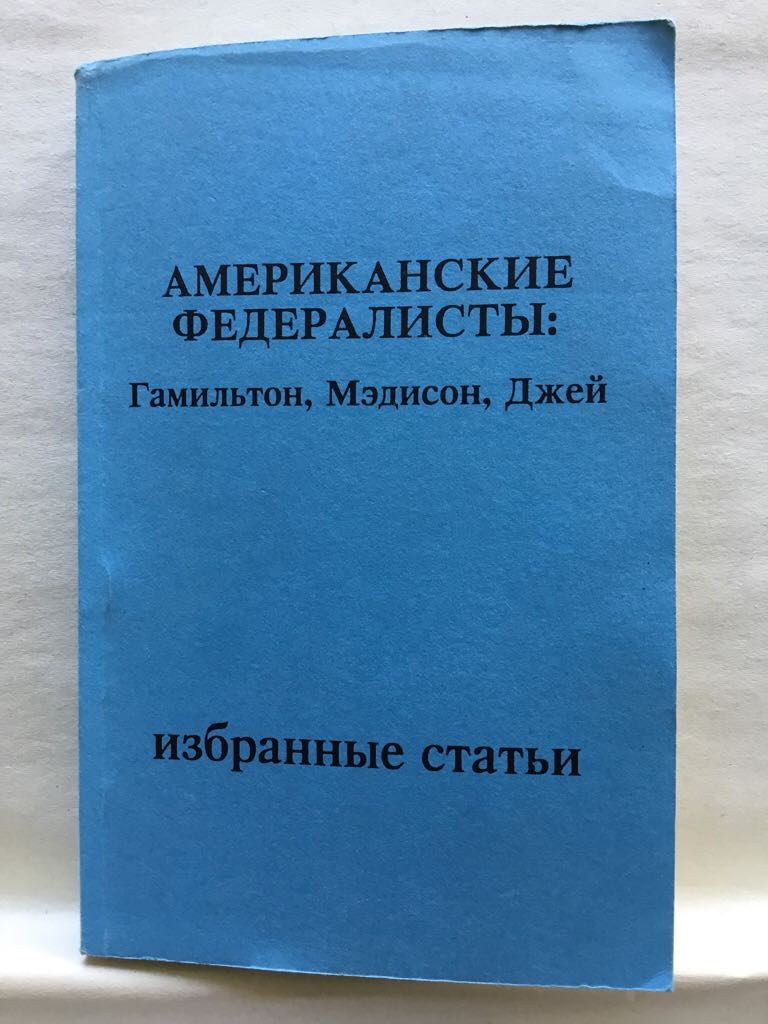 АМЕРИКАНСКИЕ
ФЕДЕРАЛИСТЫ:
Гамильтон, Мэдисон, Джей
избранные статьи